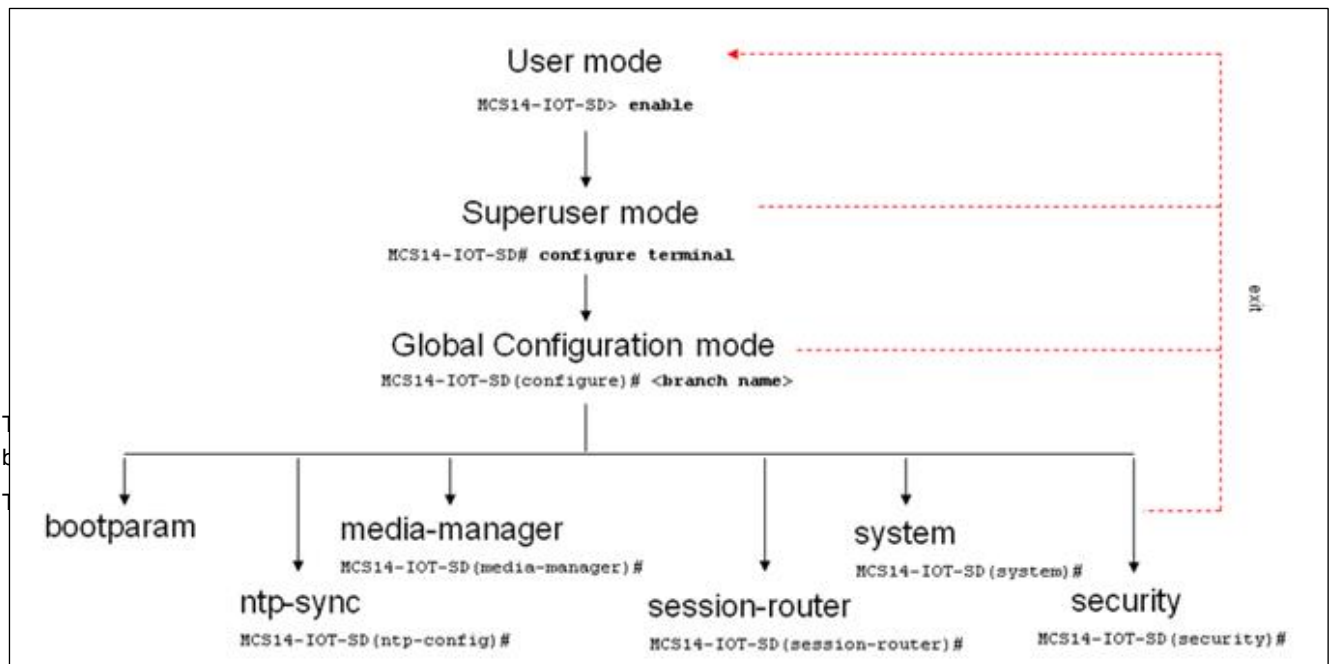 User mode
MCS14-IOT-SD> enable
Superuser mode
MCS14-IOT-SD# configure terminal
exit
Global Configuration mode
MCS14-IOT-SD(configure)# <branch name>
bootparam
media-manager
MCS14-IOT-SD(media-manager)#
system
MCS14-IOT-SD(system)#
ntp-sync
MCS14-IOT-SD(ntp-config)#
session-router
MCS14-IOT-SD(session-router)#
security
MCS14-IOT-SD(security)#